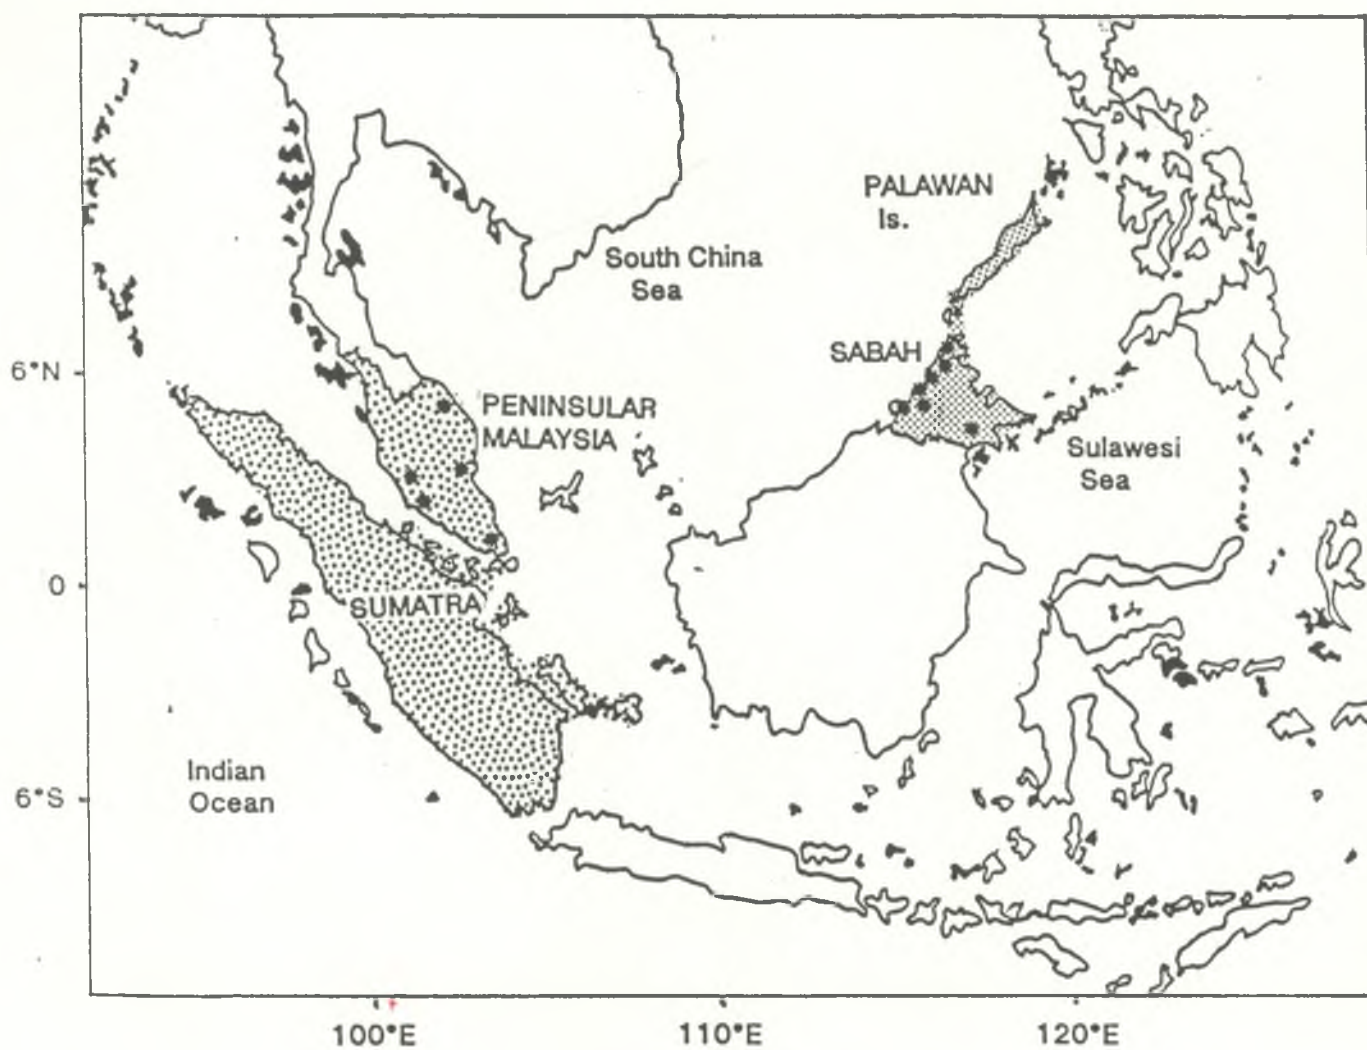 PALAWAN
Is.
South China
Sea
SABAH
6°N
PENINSULAR
MALAYSIA
Sulawesi
Sea
0
SUMATRA
Indian
Ocean
6°S
100°E
110°E
120°E